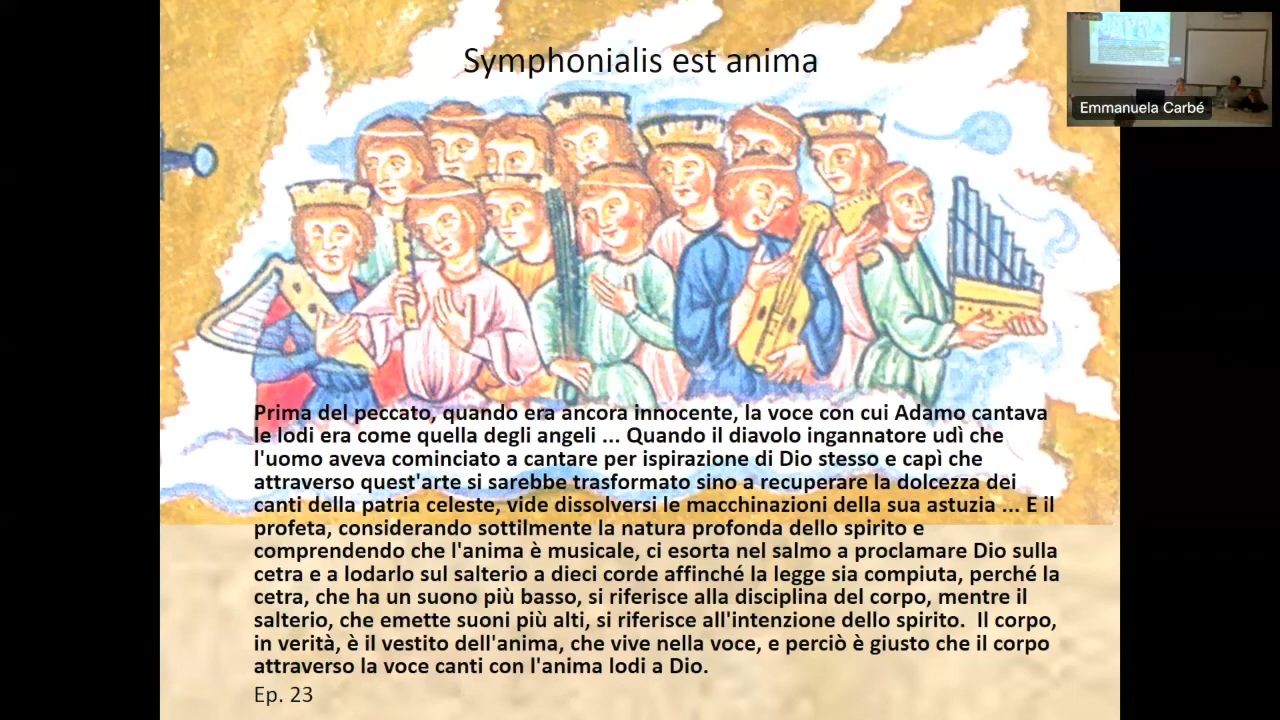 Symphonialis est anima
Emmanuela Carbé
Prima del peccato, quando era ancora innocente, la voce con cui Adamo cantava
le lodi era come quella degli angeli ... Quando il diavolo ingannatore udì che
l'uomo aveva cominciato a cantare per ispirazione di Dio stesso e capì che
attraverso quest'arte si sarebbe trasformato sino a recuperare la dolcezza dei
canti della patria celeste, vide dissolversi le macchinazioni della sua astuzia ... E il
profeta, considerando sottilmente la natura profonda dello spirito e
comprendendo che l'anima è musicale, ci esorta nel salmo a proclamare Dio sulla
cetra e a lodarlo sul salterio a dieci corde affinché la legge sia compiuta, perché la
cetra, che ha un suono più basso, si riferisce alla disciplina del corpo, mentre il
salterio, che emette suoni più alti, si riferisce all'intenzione dello spirito. Il corpo,
in verità, è il vestito dell'anima, che vive nella voce, e perciò è giusto che il corpo
attraverso la voce canti con l'anima lodi a Dio.
Ep. 23